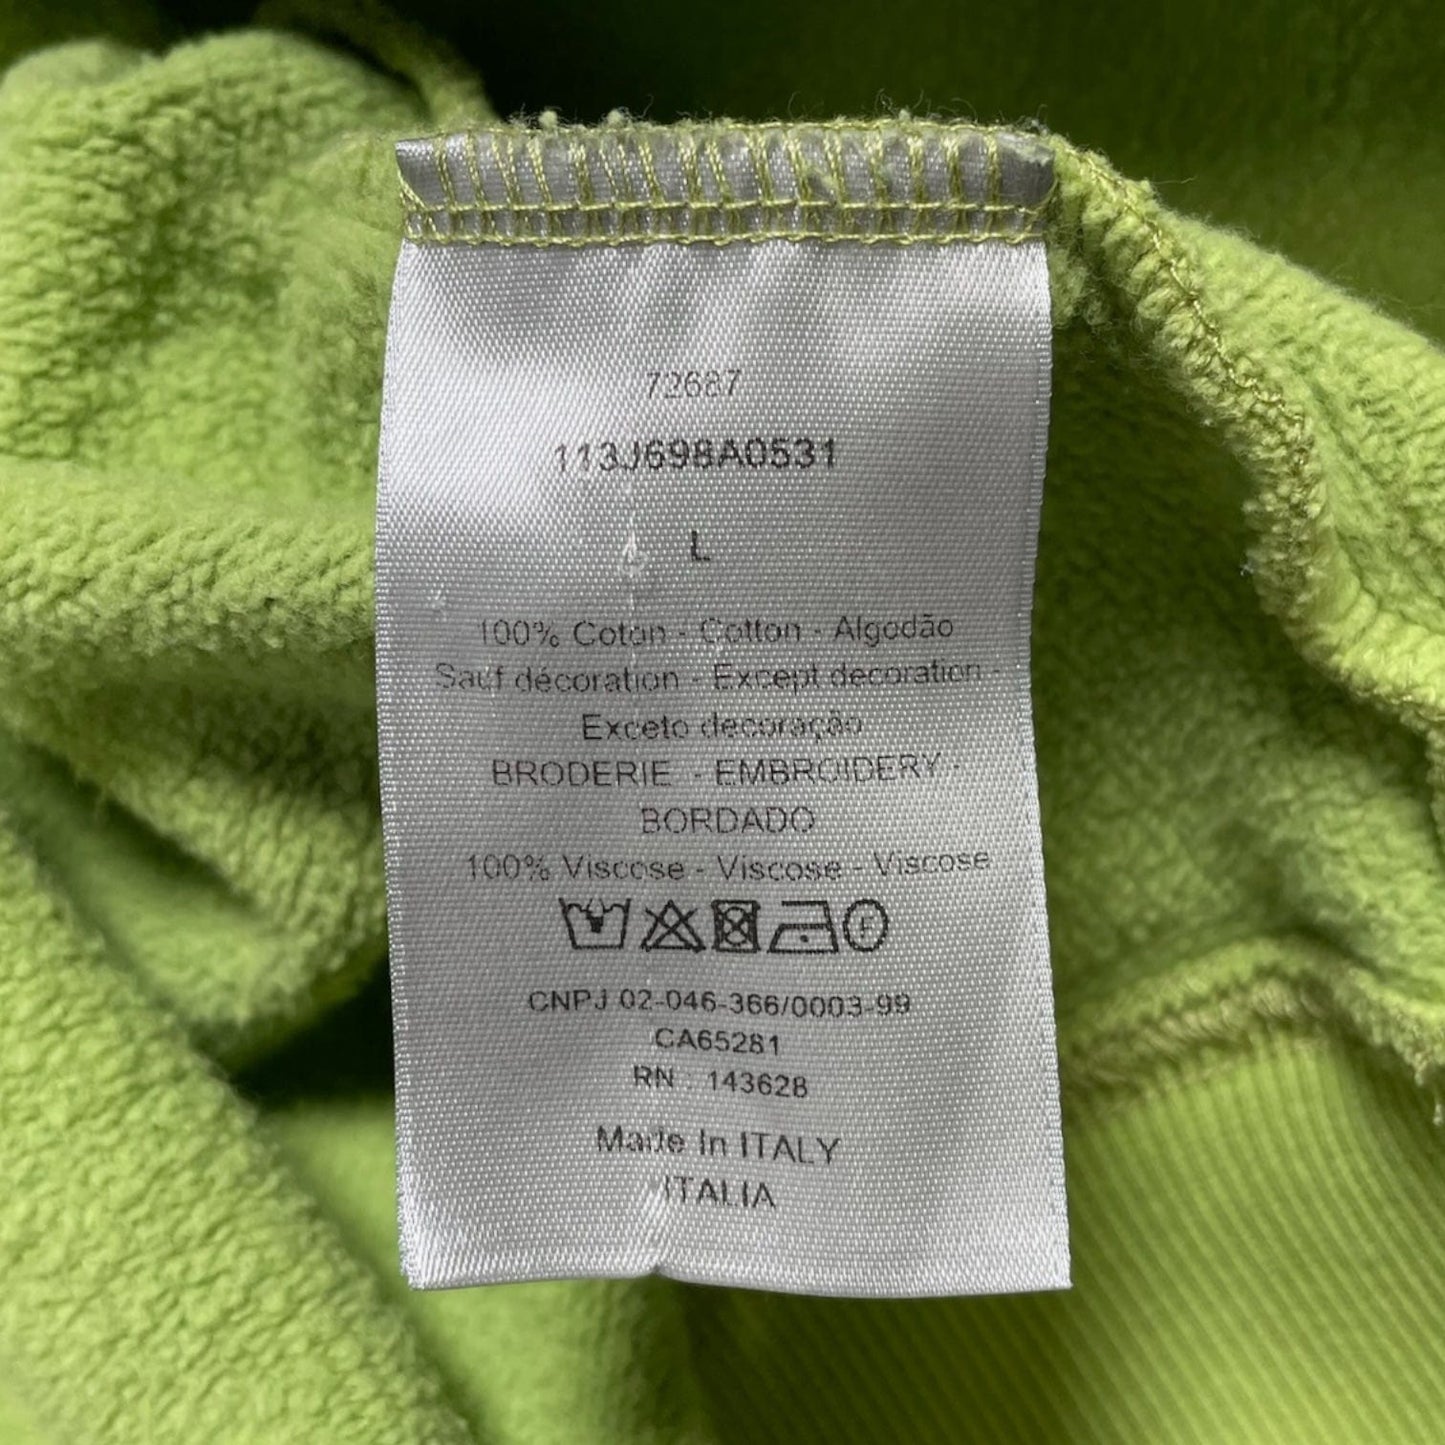 72687
113J698A0531
L
100% Coton - Cotton - Algodão
Sauf décoration - Except decoration -
Exceto decoração
BRODERIE - EMBROIDERY -
BORDADO
100% Viscose - Viscose - Viscose
F
CNPJ 02-046-366/0003-99
CA65281
RN : 143628
Made In ITALY
ITALIA